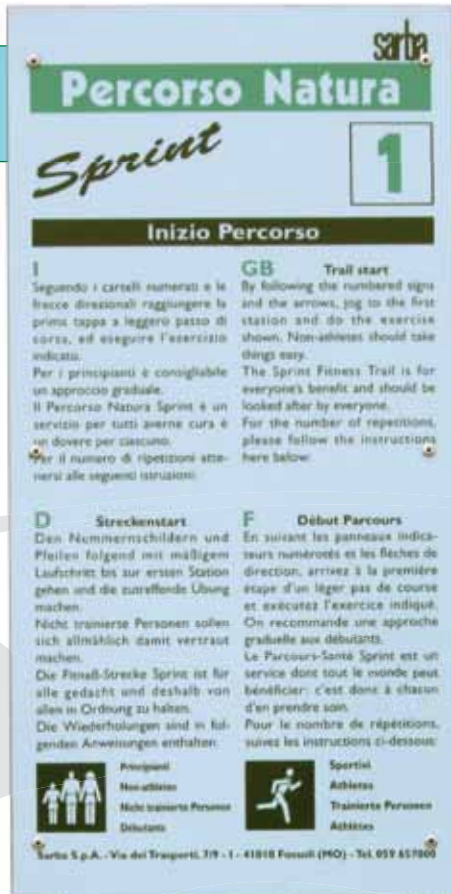 sarba
Percorso Natura
Sprint
1
Inizio Percorso
I
Seguendo i cartelli numerati e le
frecce direzionali raggiungere la
prima tappa a leggero passo di
corsa, ed eseguire l'esercizio
indicato.
Per i principianti è consigliabile
un approccio graduale.
Il Percorso Natura Sprint è un
servizio per tutti averne cura è
un dovere per ciascuno.
Per il numero di ripetizioni atte-
nersi alle seguenti istruzioni:
GB Trail start
By following the numbered signs
and the arrows, jog to the first
station and do the exercise
shown. Non-athletes should take
things easy.
The Sprint Fitness Trail is for
everyone's benefit and should be
looked after by everyone.
For the number of repetitions,
please follow the instructions
here below:
D Streckenstart
Den Nummernschildern und
Pfeilen folgend mit mäßigem
Laufschritt bis zur ersten Station
gehen und die zutreffende Übung
machen.
Nicht trainierte Personen sollen
sich allmählich damit vertraut
machen.
Die Fitneß-Strecke Sprint ist für
alle gedacht und deshalb von
allen in Ordnung zu halten.
Die Wiederholungen sind in fol-
genden Anweisungen enthalten:
F Début Parcours
En suivant les panneaux indica-
teurs numérotés et les flèches de
direction, arrivez à la première
étape d'un léger pas de course
et exécutez l'exercice indiqué.
On recommande une approche
graduelle aux débutants.
Le Parcours-Santé Sprint est un
service dont tout le monde peut
bénéficier: c'est donc à chacun
d'en prendre soin.
Pour le nombre de répétitions,
suivez les instructions ci-dessous:
Principianti
Non-athletes
Nicht trainierte Personen
Débutants
Sportivi
Athletes
Trainierte Personen
Athlètes
Sarba S.p.A. - Via dei Trasporti, 7/9 - I - 41010 Fossoli (MO) - Tel. 059 657000